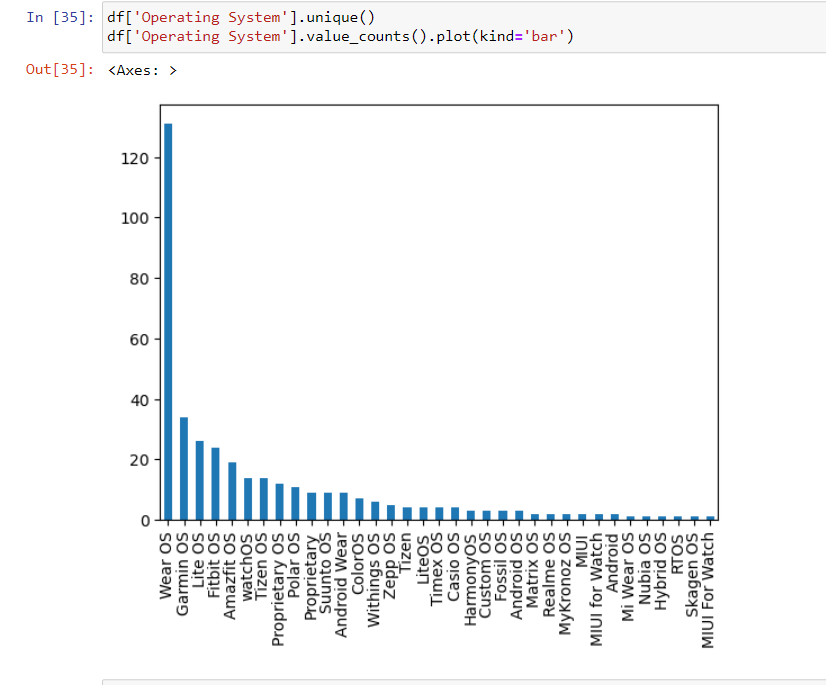 In [35]: df['Operating System'].unique()
df['Operating System'].value_counts().plot(kind='bar')
Out[35]: <Axes: >
120
100
80
60
40
20
0
Wear OS
Garmin OS
Lite OS
Fitbit OS
Amazfit OS
watchOS
Tizen OS
Proprietary OS
Polar OS
Proprietary
Suunto OS
Android Wear
ColorOS
Withings OS
Zepp OS
Tizen
LiteOS
Timex OS
Casio OS
HarmonyOS
Custom OS
Fossil OS
Android OS
Matrix OS
Realme OS
MyKronoz OS
MIUI
MIUI for Watch
Android
Mi Wear OS
Nubia OS
Hybrid OS
RTOS
Skagen OS
MIUI For Watch